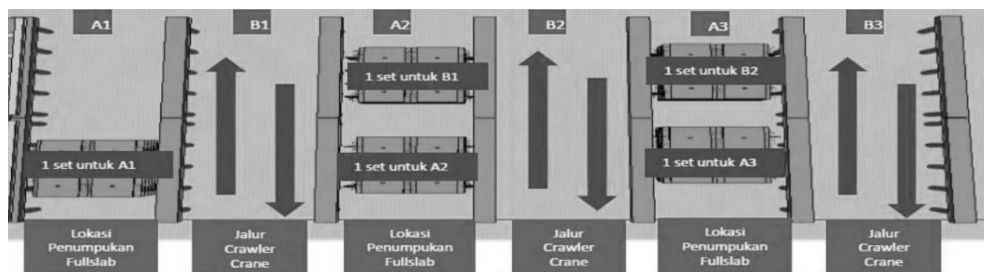 A1
B1
A2
B2
A3
B3
1 set untuk B1
1 set untuk B2
1 set untuk A1
1 set untuk A2
1 set untuk A3
Lokasi
Penumpukan
Fullslab
Jalur
Crawler
Crane
Lokasi
Penumpukan
Fullslab
Jalur
Crawler
Crane
Lokasi
Penumpukan
Fullslab
Jalur
Crawler
Crane